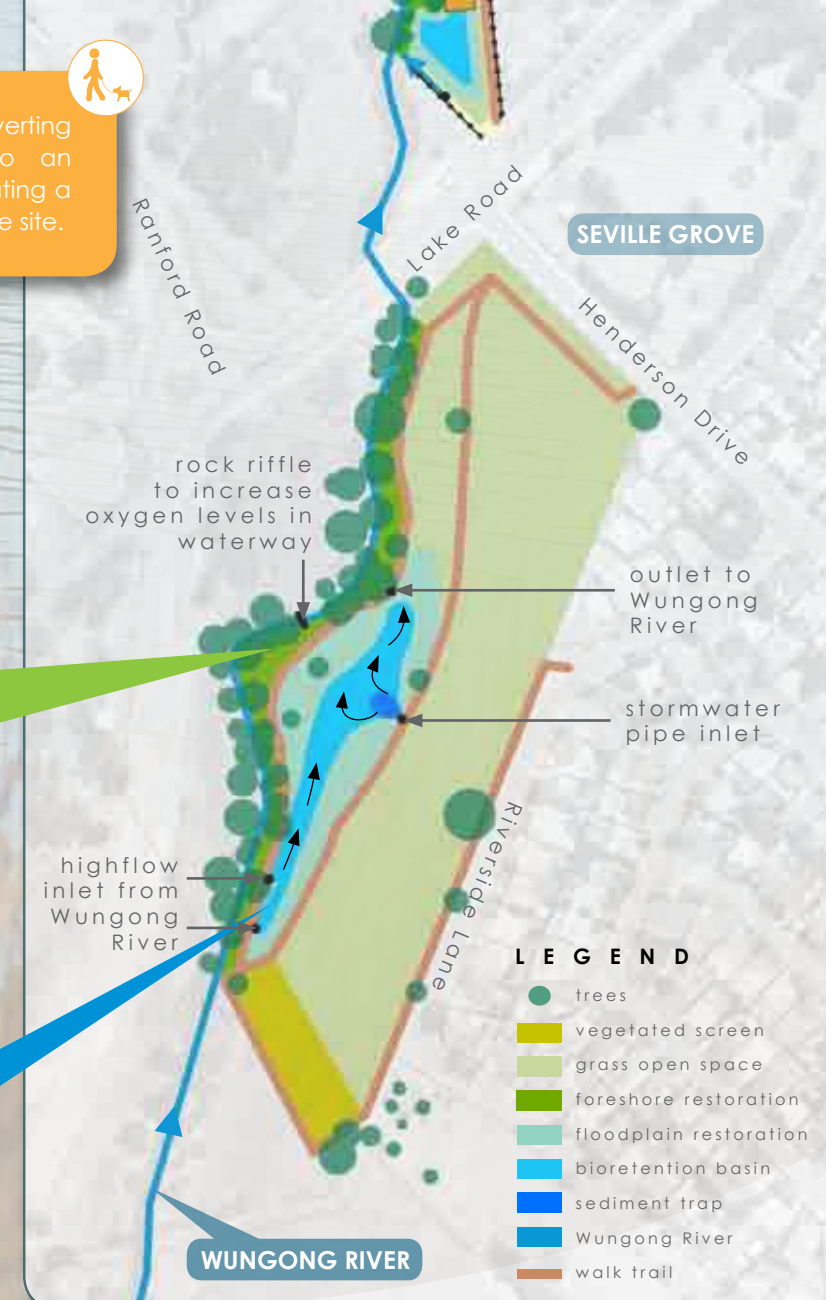 an
a
e site.
Ranford Road
Lake Road
SEVILLE GROVE
Henderson Drive
rock riffle
to increase
oxygen levels in
waterway
outlet to
Wungong
River
stormwater
pipe inlet
Riverside Lane
highflow
inlet from
Wungong
River
LEGEND
trees
vegetated screen
grass open space
foreshore restoration
floodplain restoration
bioretention basin
sediment trap
Wungong River
walk trail
WUNGONG RIVER